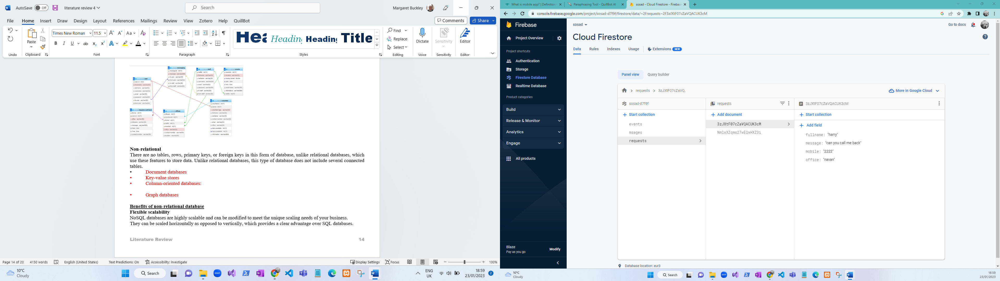 AutoSave Off literature review 4 Search Margaret Buckley
File Home Insert Draw Design Layout References Mailings Review View Zotero Help QuillBot Comments Share
Paste
Times New Roman 11.5
Heading Title
Find
Replace
Select
Dictate
Sensitivity
Editor
Undo Clipboard Font Paragraph Styles Editing Voice Sensitivity Editor
messaging
staff
events
user
volunteer
offices
request a call back
Non-relational
There are no tables, rows, primary keys, or foreign keys in this form of database, unlike relational databases, which
use these features to store data. Unlike relational databases, this type of database does not include several connected
tables.
• Document databases
• Key-value stores
• Column-oriented databases:
• Graph databases
Benefits of non-relational database
Flexible scalability
NoSQL databases are highly scalable and can be modified to meet the unique scaling needs of your business.
They can be scaled horizontally as opposed to vertically, which provides a clear advantage over SQL databases.
Literature Review 14
Page 14 of 20 4150 words English (United States) Text Predictions: On Accessibility: Investigate Display Settings Focus 100%
10°C
Cloudy
Search
ENG
UK
18:59
23/01/2023
2
What is mobile app? | Definition
Paraphrasing Tool - QuillBot AI
sosad - Cloud Firestore - Firebase
console.firebase.google.com/project/sosad-d7f9f/firestore/data/~2Frequests~2F3zJXtF07cZaVQACUK3cM
Firebase
Project Overview
Project shortcuts
Authentication
Storage
Firestore Database
Realtime Database
Product categories
Build
Release & Monitor
Analytics
Engage
All products
Blaze
Pay as you go
Modify
sosad
Go to docs
Cloud Firestore
Data Rules Indexes Usage Extensions NEW
Panel view Query builder
requests 3zJXtF07cZaVQ.
More in Google Cloud
sosad-d7f9f
Start collection
events
msages
requests
requests
Add document
3zJXtF07cZaVQACUK3cM
NmlxXZqms27wEQxHXZ3i
3zJXtF07cZaVQACUK3cM
Start collection
Add field
fullname: "harry"
message: "can you call me back"
mobile: "2222"
office: "navan"
Database location: eur3
10°C
Cloudy
Search
18:59
23/01/2023